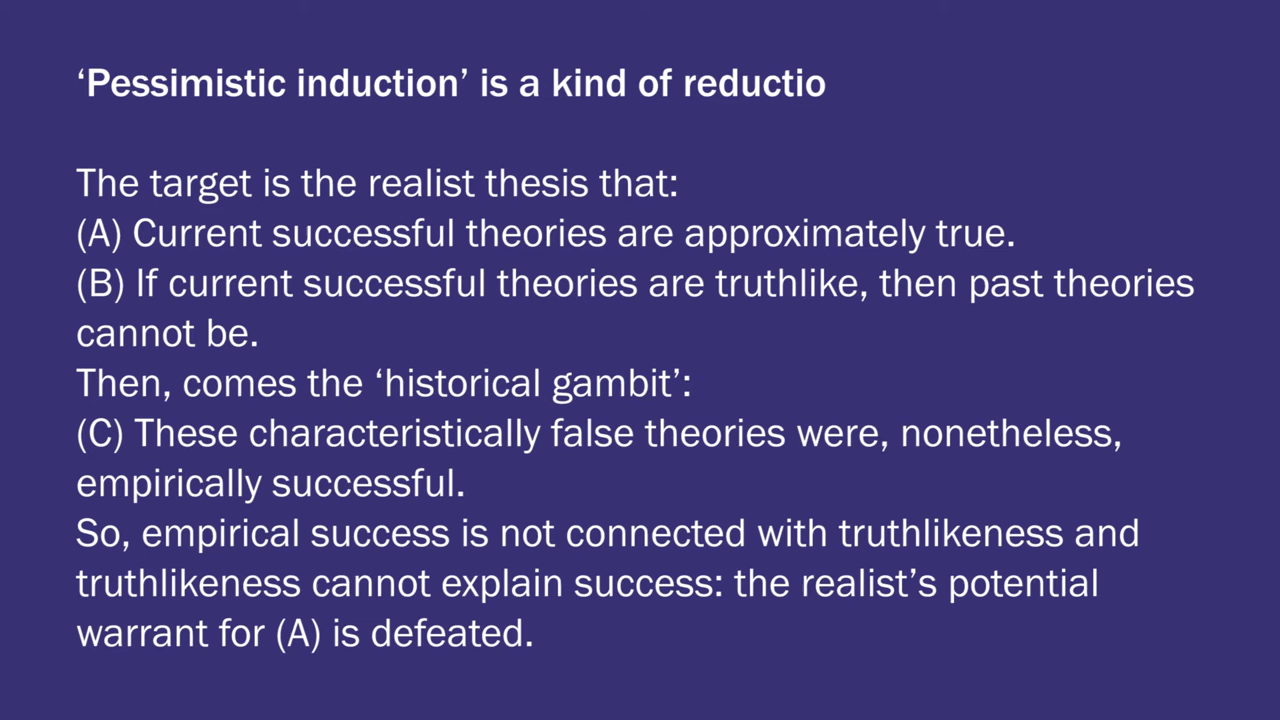 ‘Pessimistic induction’ is a kind of reductio
The target is the realist thesis that:
(A) Current successful theories are approximately true.
(B) If current successful theories are truthlike, then past theories
cannot be.
Then, comes the ‘historical gambit’:
(C) These characteristically false theories were, nonetheless,
empirically successful.
So, empirical success is not connected with truthlikeness and
truthlikeness cannot explain success: the realist’s potential
warrant for (A) is defeated.